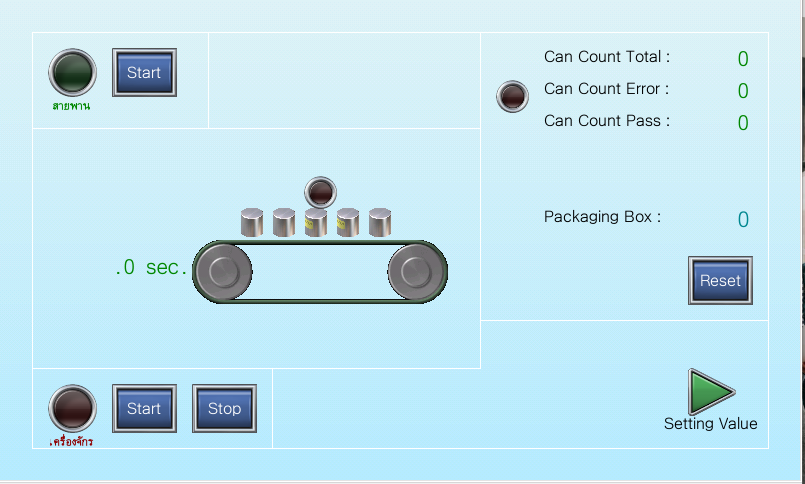 Start
สายพาน
Can Count Total : 0
Can Count Error : 0
Can Count Pass : 0
Packaging Box : 0
.0 sec.
Reset
Start
Stop
เครื่องจักร
Setting Value